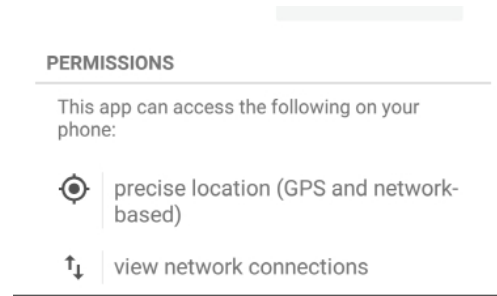 PERMISSIONS
This app can access the following on your
phone:
precise location (GPS and network-
based)
view network connections